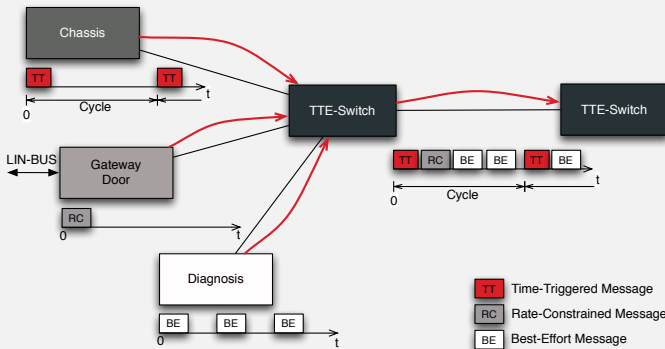 Chassis
TT
TT
t
0
Cycle
TTE-Switch
TTE-Switch
LIN-BUS
Gateway
Door
RC
0
t
TT
RC
BE
BE
TT
BE
0
Cycle
t
Diagnosis
BE
BE
BE
0
t
TT Time-Triggered Message
RC Rate-Constrained Message
BE Best-Effort Message